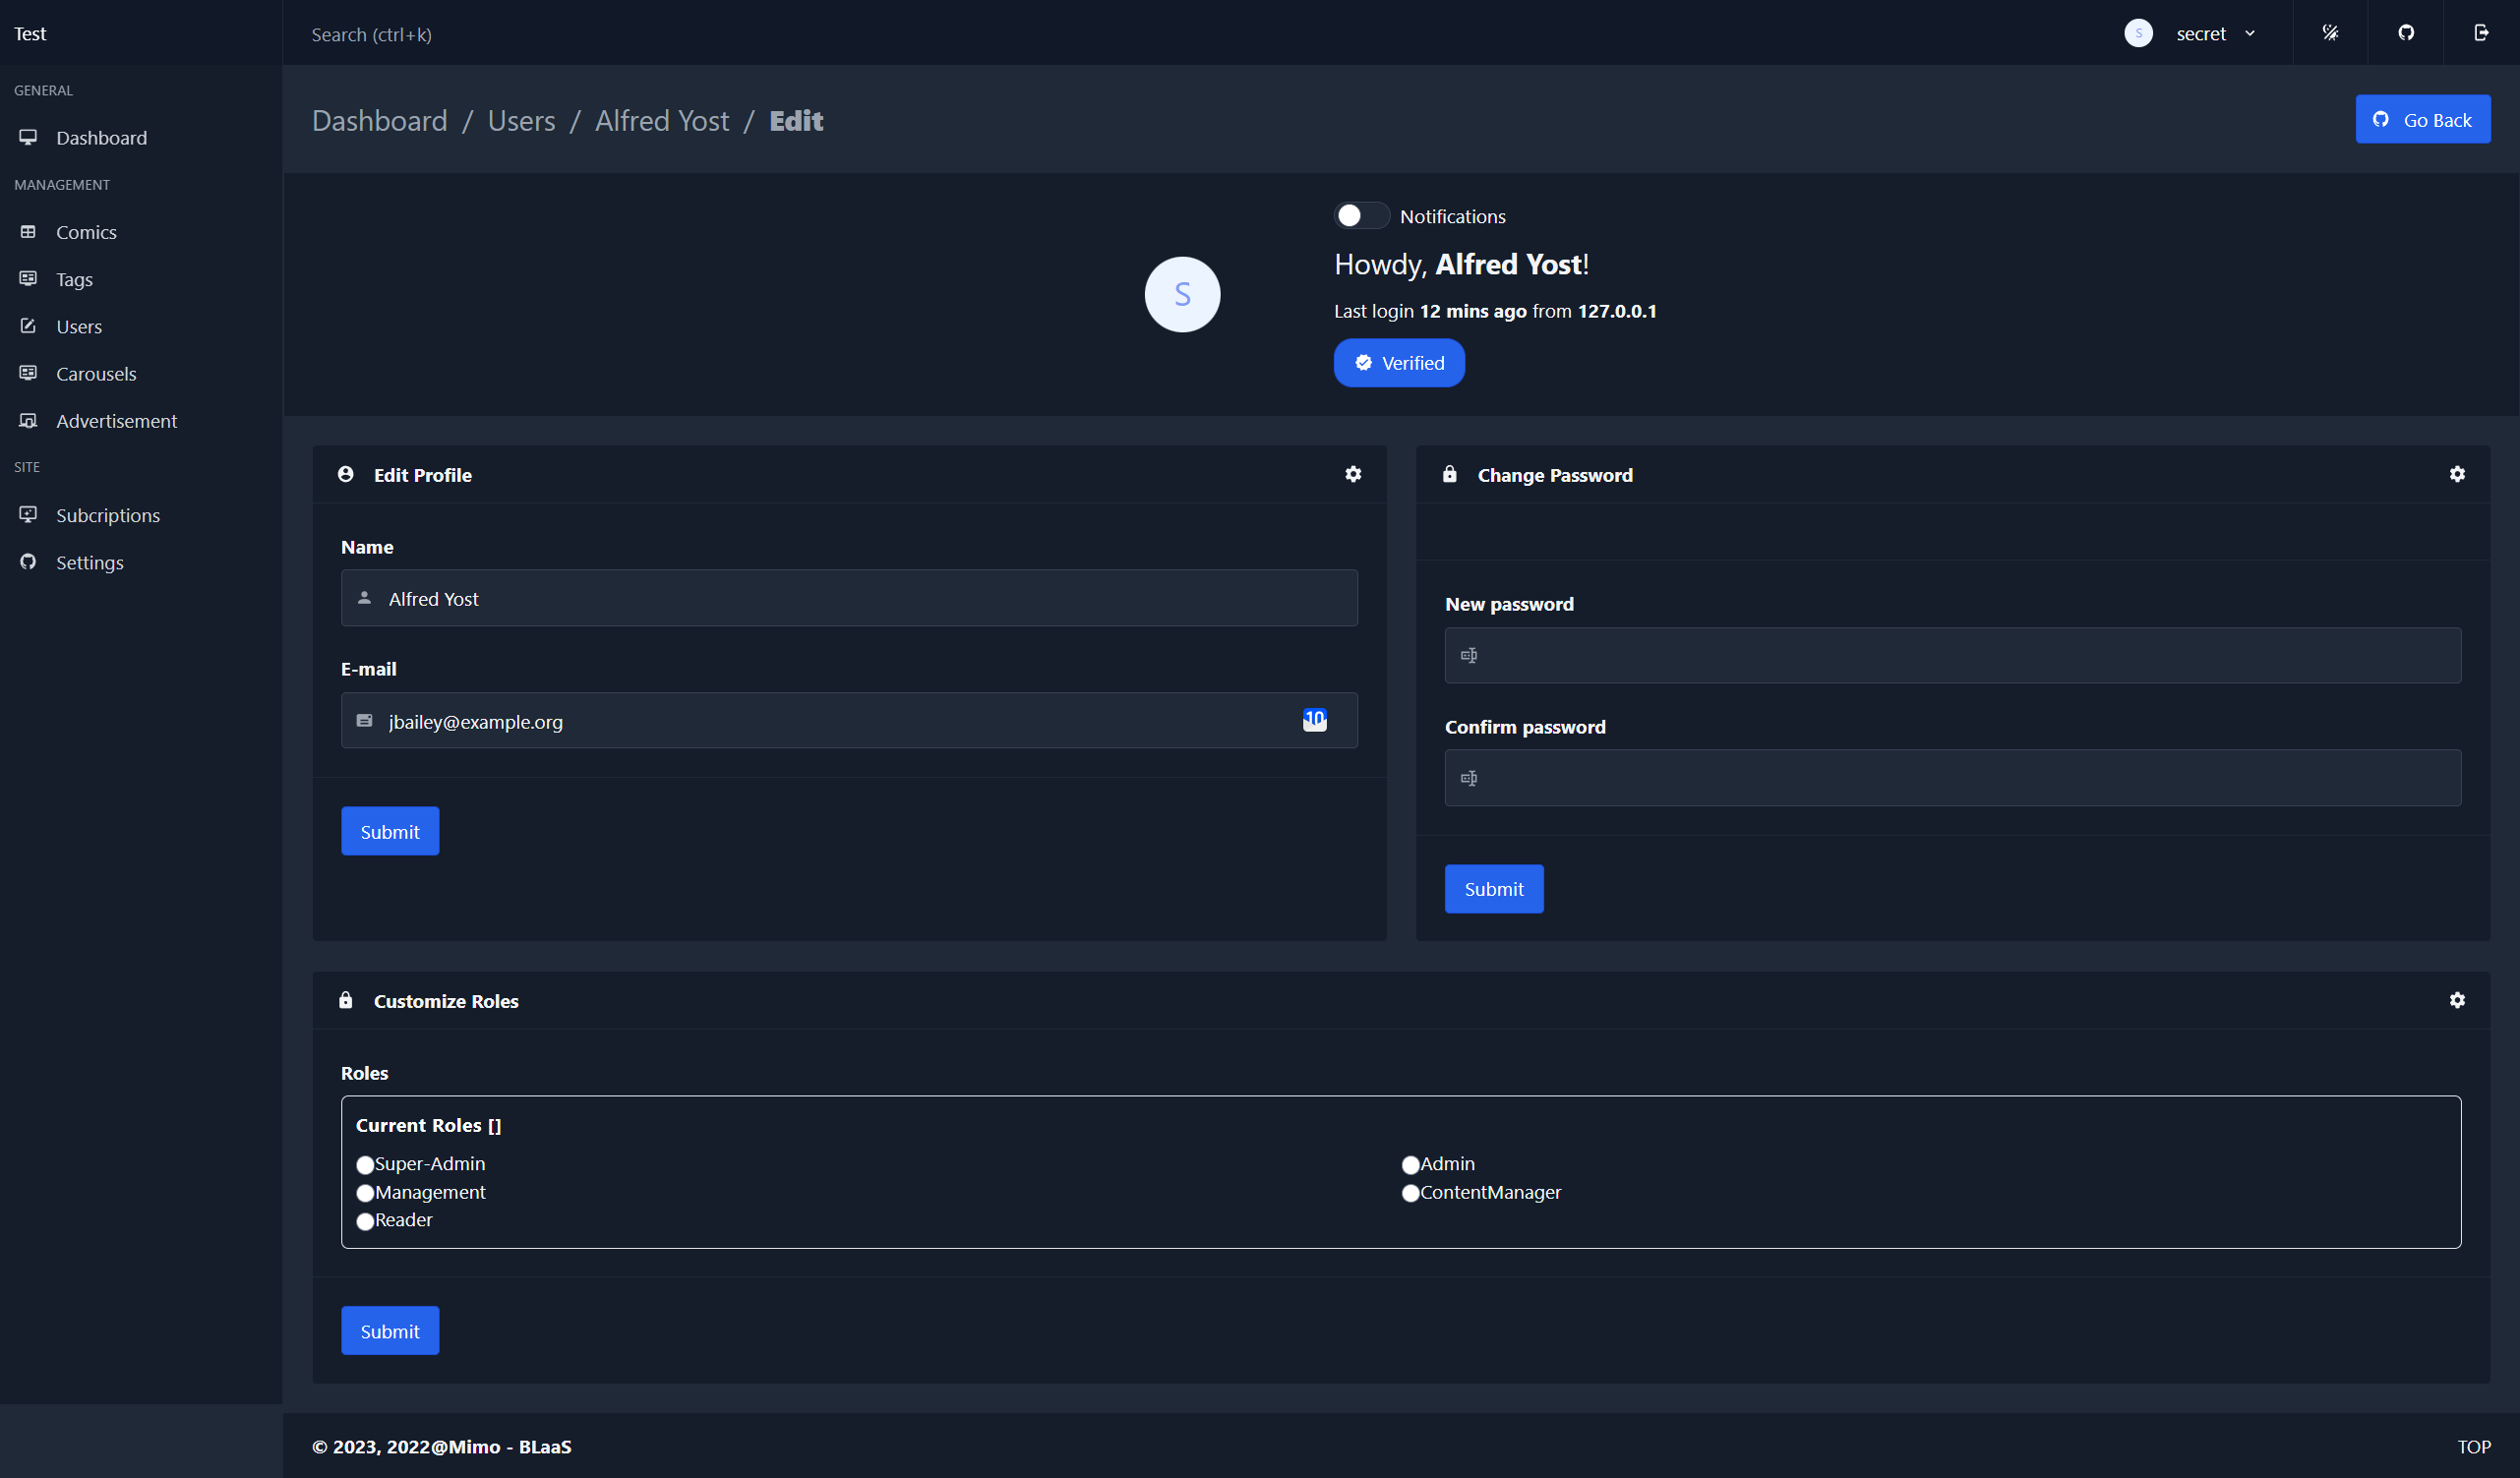 Test
Search (ctrl+k)
S
secret
GENERAL
Dashboard
MANAGEMENT
Comics
Tags
Users
Carousels
Advertisement
SITE
Subcriptions
Settings
Dashboard / Users / Alfred Yost / Edit
Go Back
S
Notifications
Howdy, Alfred Yost!
Last login 12 mins ago from 127.0.0.1
Verified
Edit Profile
Name
Alfred Yost
E-mail
jbailey@example.org
10
Submit
Change Password
New password
Confirm password
Submit
Customize Roles
Roles
Current Roles []
Super-Admin
Admin
Management
ContentManager
Reader
Submit
© 2023, 2022@Mimo - BLaaS
TOP